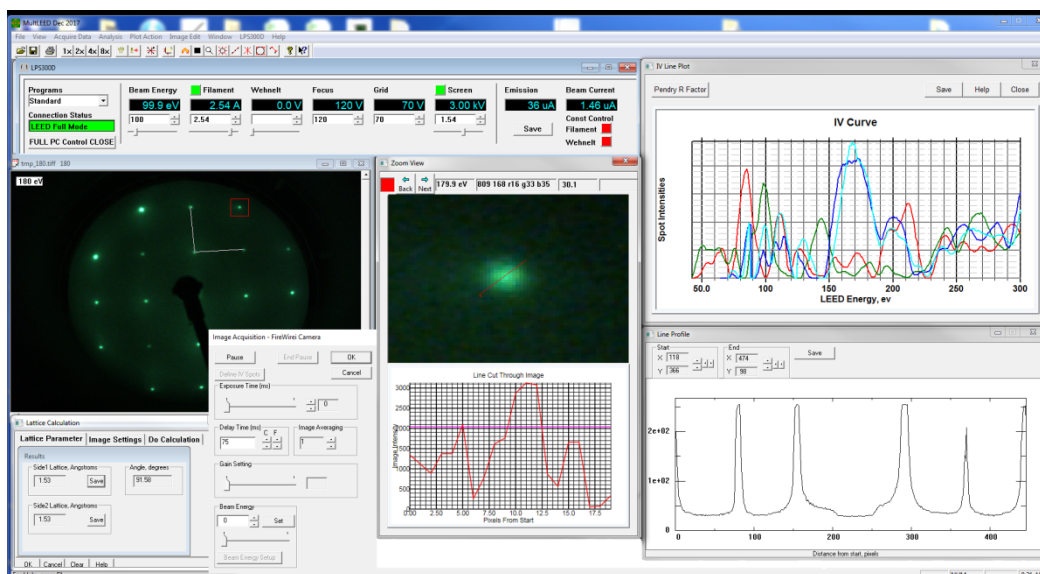 MultLEED Dec 2017
File View Acquire Data Analysis Plot Action Image Edit Window LPS300D Help
1x 2x 4x 8x
LPS300D
Programs Beam Energy Filament Wehnelt Focus Grid Screen Emission Beam Current
Standard 99.9 eV 2.54 A 0.0 V 120 V 70 V 3.00 kV 36 uA 1.46 uA
Connection Status 100 2.54 120 70 1.54 Const Control
LEED Full Mode Save Filament
FULL PC Control CLOSE Wehnelt
tmp_180.tiff 180
180 eV
Zoom View
Back Next 179.9 eV 809 168 r16 g33 b35 30.1
Line Cut Through Image
Image Intensity
3000
2500
2000
1500
1000
500
0
0.00 2.5 5.0 7.5 10.0 12.5 15.0 17.5
Pixels From Start
IV Line Plot
Pendry R Factor Save Help Close
IV Curve
Spot Intensities
50.0 100 150 200 250 300
LEED Energy, ev
Line Profile
Start End
X 118 X 474 Save
Y 366 Y 98
2e+02
1e+02
0
0 100 200 300 400
Distance from start, pixels
Image Acquisition - FireWirei Camera
Pause End Pause OK
Define IV Spots Cancel
Exposure Time (ms)
0
Delay Time (ms) C F Image Averaging
75 1
Gain Setting
Beam Energy
0 Set
Beam Energy Setup
Lattice Calculation
Lattice Parameter Image Settings Do Calculation
Results
Side1 Lattice, Angstroms Angle, degrees
1.53 Save 91.58
Side2 Lattice, Angstroms
1.53 Save
OK Cancel Clear Help